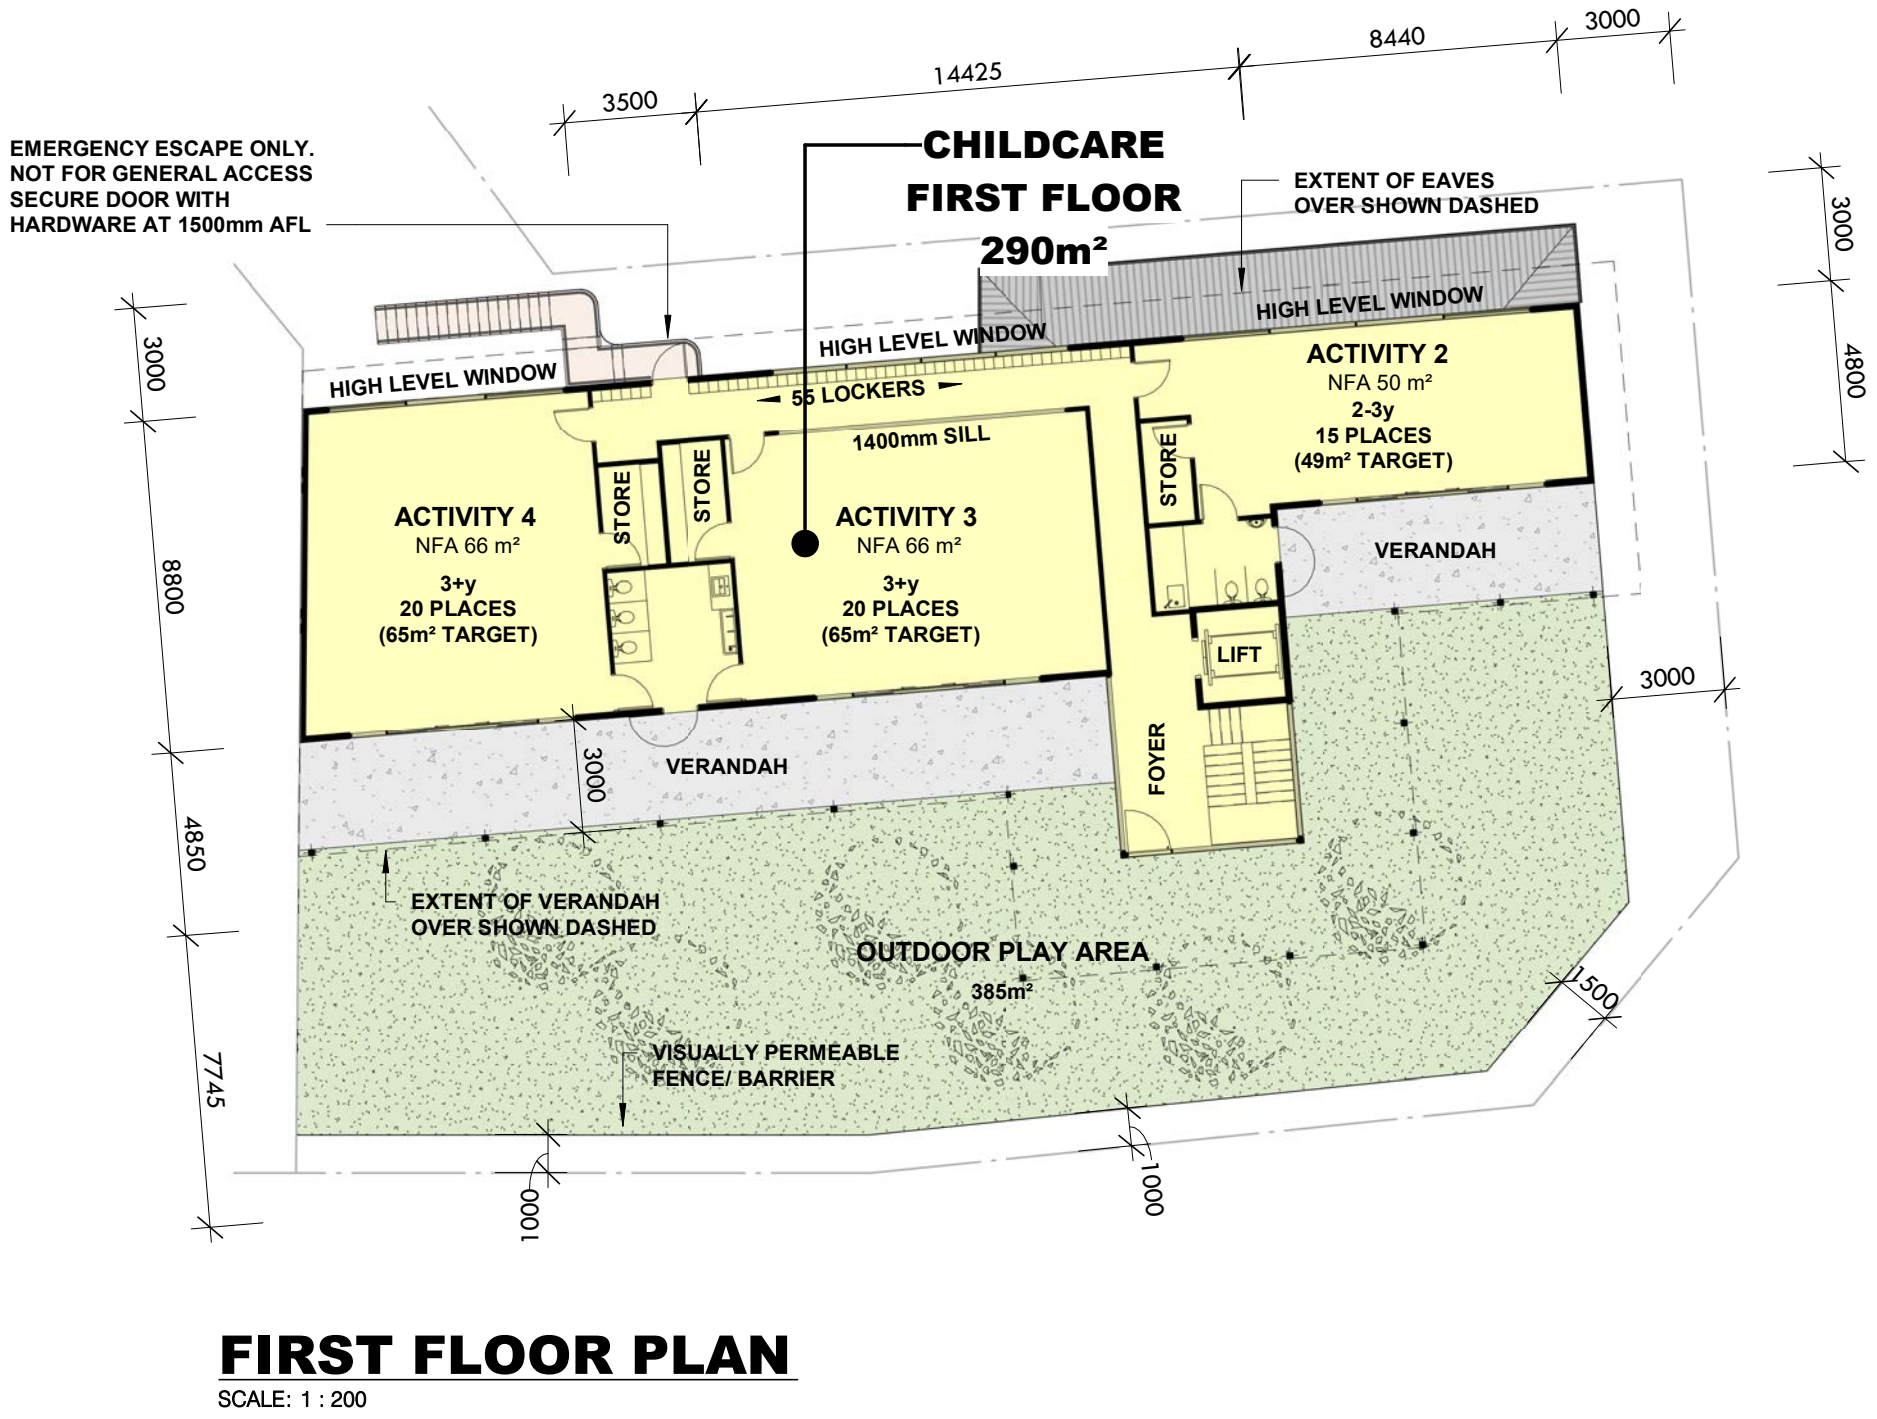 3000
8440
14425
3500
CHILDCARE
FIRST FLOOR
290m²
EMERGENCY ESCAPE ONLY.
NOT FOR GENERAL ACCESS
SECURE DOOR WITH
HARDWARE AT 1500mm AFL
EXTENT OF EAVES
OVER SHOWN DASHED
3000
4800
3000
8800
4850
7745
HIGH LEVEL WINDOW
HIGH LEVEL WINDOW
HIGH LEVEL WINDOW
55 LOCKERS
1400mm SILL
ACTIVITY 2
NFA 50 m²
2-3y
15 PLACES
(49m² TARGET)
STORE
STORE
STORE
ACTIVITY 4
NFA 66 m²
3+y
20 PLACES
(65m² TARGET)
ACTIVITY 3
NFA 66 m²
3+y
20 PLACES
(65m² TARGET)
VERANDAH
LIFT
3000
FOYER
VERANDAH
3000
EXTENT OF VERANDAH
OVER SHOWN DASHED
OUTDOOR PLAY AREA
385m²
1500
VISUALLY PERMEABLE
FENCE/ BARRIER
1000
1000
FIRST FLOOR PLAN
SCALE: 1 : 200